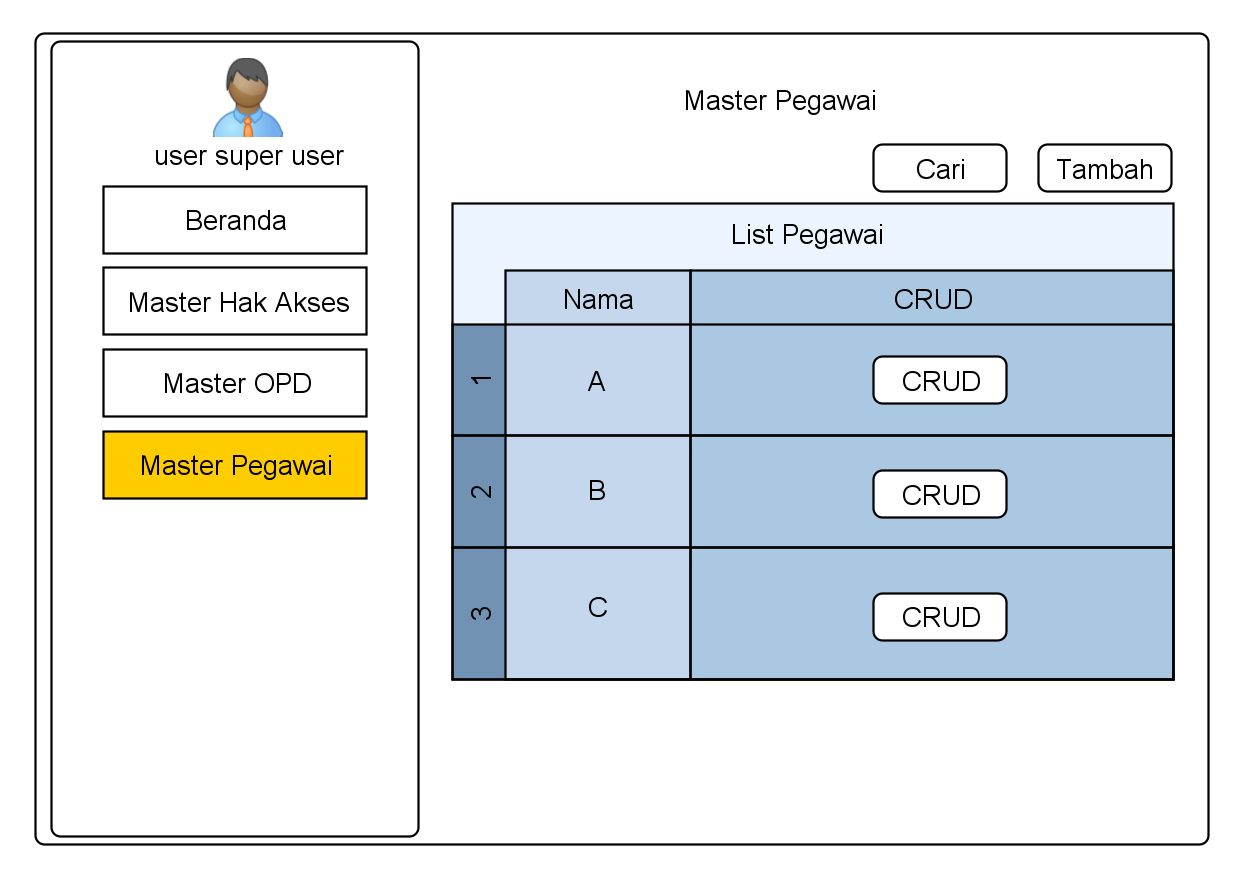 user super user
Beranda
Master Hak Akses
Master OPD
Master Pegawai
Master Pegawai
Cari
Tambah
List Pegawai
Nama
CRUD
1
A
CRUD
2
B
CRUD
3
C
CRUD